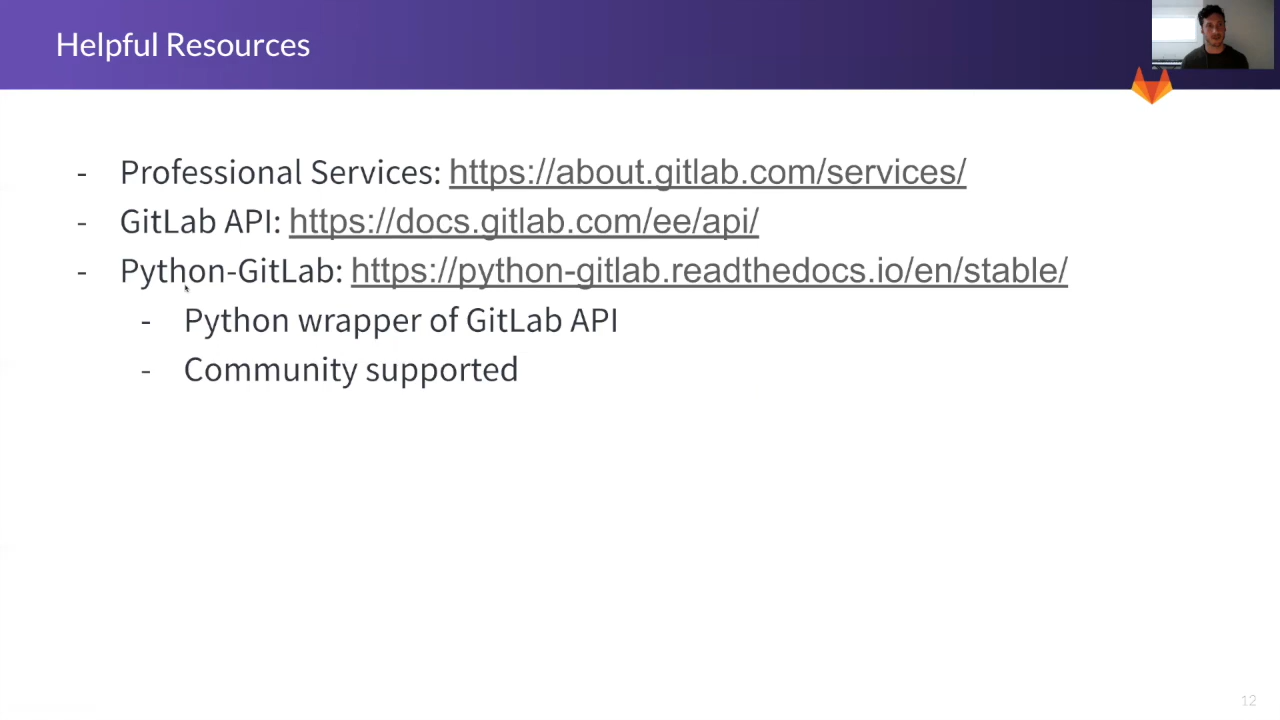 Helpful Resources
- Professional Services: https://about.gitlab.com/services/
- GitLab API: https://docs.gitlab.com/ee/api/
- Python-GitLab: https://python-gitlab.readthedocs.io/en/stable/
- Python wrapper of GitLab API
- Community supported
12